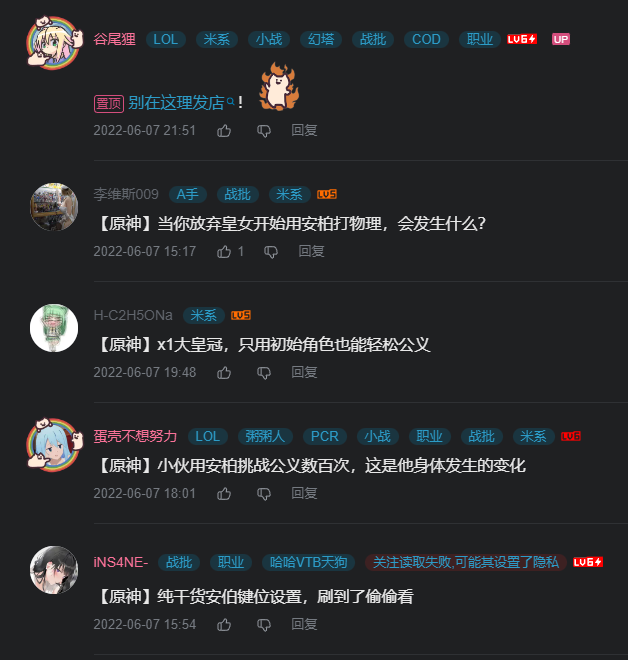 谷尾狸 LOL 米系 小战 幻塔 战批 COD 职业 LV6 UP
置顶 别在这理发店！
2022-06-07 21:51 回复
李维斯009 A手 战批 米系 LV5
【原神】当你放弃皇女开始用安柏打物理，会发生什么？
2022-06-07 15:17 1 回复
H-C2H5ONa 米系 LV5
【原神】x1大皇冠，只用初始角色也能轻松公义
2022-06-07 19:48 回复
蛋壳不想努力 LOL 粥粥人 PCR 小战 职业 战批 米系 LV6
【原神】小伙用安柏挑战公义数百次，这是他身体发生的变化
2022-06-07 18:01 回复
iNS4NE- 战批 职业 哈哈VTB天狗 关注读取失败,可能其设置了隐私 LV6
【原神】纯干货安伯键位设置，刷到了偷偷看
2022-06-07 15:54 回复